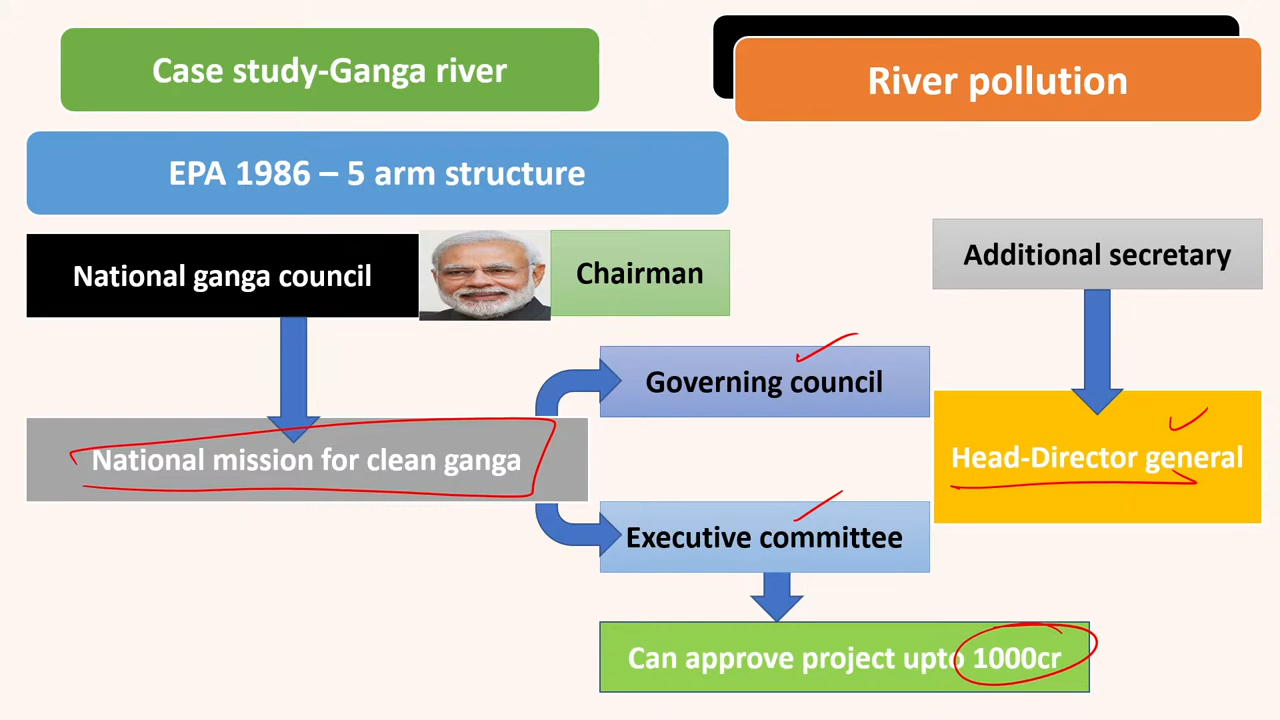 Case study-Ganga river
River pollution
EPA 1986 – 5 arm structure
National ganga council
Chairman
Additional secretary
Governing council
National mission for clean ganga
Head-Director general
Executive committee
Can approve project upto 1000cr